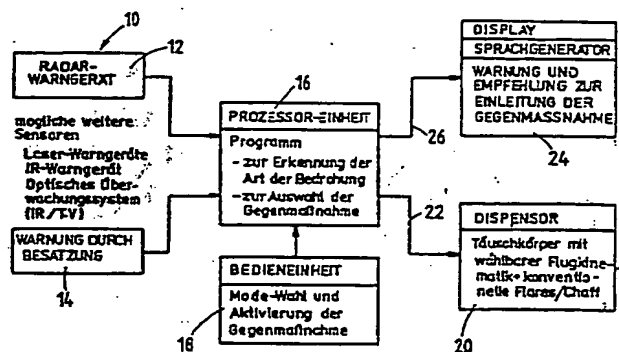 10
RADAR-
WARNGERÄT
12
mogliche weitere
Sensoren
Laser-Warngeräte
IR-Warngerät
Optisches Über-
wachungssystem
(IR/TV)
WARNUNG DURCH
BESATZUNG
14
16
PROZESSOR-EINHEIT
Programm
- zur Erkennung der
Art der Bedrohung
- zur Auswahl der
Gegenmaßnahme
BEDIENEINHEIT
Mode-Wahl und
Aktivierung der
Gegenmaßnahme
18
26
22
DISPLAY
SPRACHGENERATOR
WARNUNG UND
EMPFEHLUNG ZUR
EINLEITUNG DER
GEGENMASSNAHME
24
DISPENSOR
Täuschkörper mit
wählbarer Flugkine-
matik + konventio-
nelle Flares/Chaff
20